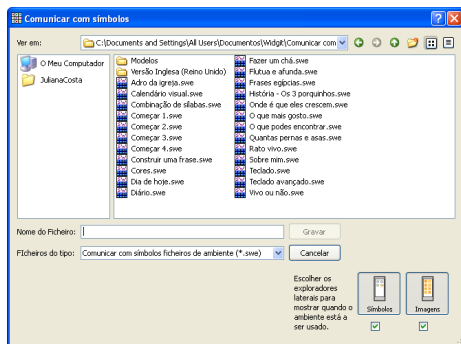 Comunicar com símbolos
Ver em:
C:\Documents and Settings\All Users\Documentos\Widgit\Comunicar com
O Meu Computador
JulianaCosta
Modelos
Versão Inglesa (Reino Unido)
Adro da igreja.swe
Calendário visual.swe
Combinação de sílabas.swe
Começar 1.swe
Começar 2.swe
Começar 3.swe
Começar 4.swe
Construir uma frase.swe
Cores.swe
Dia de hoje.swe
Diário.swe
Fazer um chá.swe
Flutua e afunda.swe
Frases egípcias.swe
História - Os 3 porquinhos.swe
Onde é que eles crescem.swe
O que mais gosto.swe
O que podes encontrar.swe
Quantas pernas e asas.swe
Rato vivo.swe
Sobre mim.swe
Teclado.swe
Teclado avançado.swe
Vivo ou não.swe
Nome do Ficheiro:
Gravar
FIcheiros do tipo:
Comunicar com símbolos ficheiros de ambiente (*.swe)
Cancelar
Escolher os
exploradores
laterais para
mostrar quando o
ambiente está a
ser usado.
Símbolos
Imagens